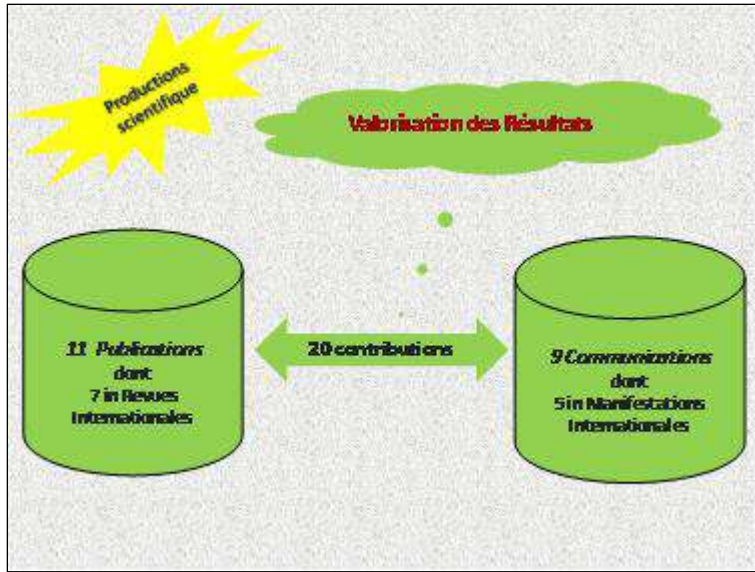 Productions
scientifique
Valorisation des Résultats
11 Publications
dont
7 in Revues
Internationales
20 contributions
9 Communications
dont
5 in Manifestations
Internationales